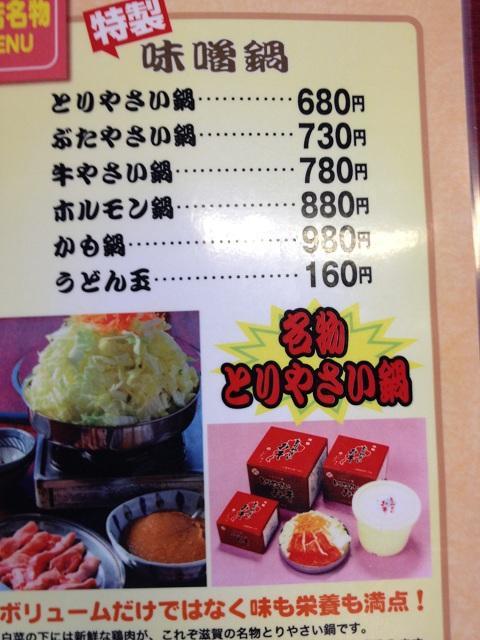 名物
MENU
特製
味噌鍋
とりやさい鍋…………680円
ぶたやさい鍋…………730円
牛やさい鍋……………780円
ホルモン鍋……………880円
かも鍋…………………980円
うどん玉………………160円
名物
とりやさい鍋
ボリュームだけではなく味も栄養も満点！
白菜の下には新鮮な鶏肉が、これぞ滋賀の名物とりやさい鍋です。